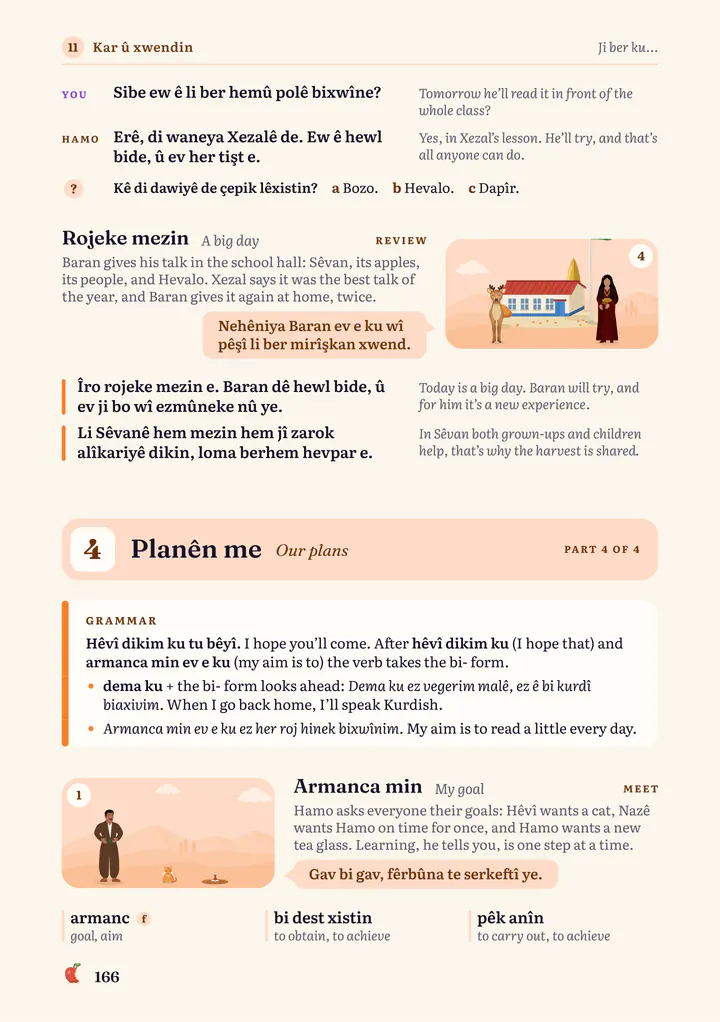 11 Kar û xwendin Ji ber ku…
YOU Sibe ew ê li ber hemû polê bixwîne? Tomorrow he’ll read it in front of the
whole class?
HAMO Erê, di waneya Xezalê de. Ew ê hewl Yes, in Xezal’s lesson. He’ll try, and that’s
bide, û ev her tişt e. all anyone can do.
? Kê di dawiyê de çepik lêxistin? a Bozo. b Hevalo. c Dapîr.
Rojeke mezin A big day REVIEW
Baran gives his talk in the school hall: Sêvan, its apples,
its people, and Hevalo. Xezal says it was the best talk of
the year, and Baran gives it again at home, twice.
Nehêniya Baran ev e ku wî
pêşî li ber mirîşkan xwend.
4
Îro rojeke mezin e. Baran dê hewl bide, û Today is a big day. Baran will try, and
ev ji bo wî ezmûneke nû ye. for him it’s a new experience.
Li Sêvanê hem mezin hem jî zarok In Sêvan both grown-ups and children
alîkariyê dikin, loma berhem hevpar e. help, that’s why the harvest is shared.
4 Planên me Our plans PART 4 OF 4
GRAMMAR
Hêvî dikim ku tu bêyî. I hope you’ll come. After hêvî dikim ku (I hope that) and
armanca min ev e ku (my aim is to) the verb takes the bi- form.
• dema ku + the bi- form looks ahead: Dema ku ez vegerim malê, ez ê bi kurdî
biaxivim. When I go back home, I’ll speak Kurdish.
• Armanca min ev e ku ez her roj hinek bixwînim. My aim is to read a little every day.
1
Armanca min My goal MEET
Hamo asks everyone their goals: Hêvî wants a cat, Nazê
wants Hamo on time for once, and Hamo wants a new
tea glass. Learning, he tells you, is one step at a time.
Gav bi gav, fêrbûna te serkeftî ye.
armanc f bi dest xistin pêk anîn
goal, aim to obtain, to achieve to carry out, to achieve
166